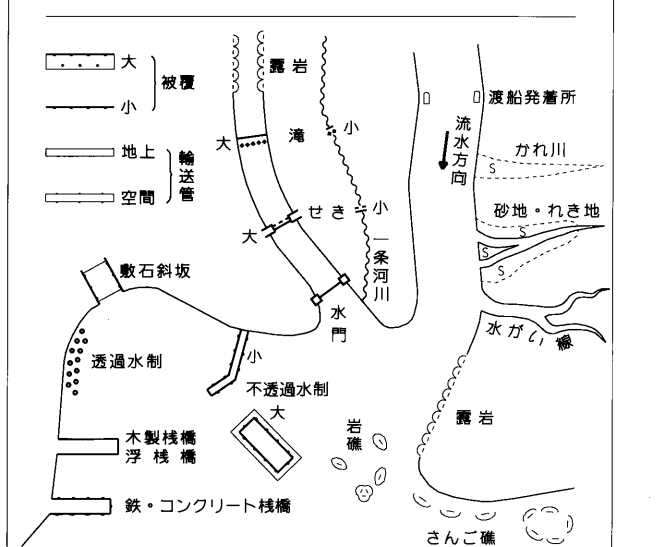 大
小
被覆
地上
空間
輸送管
露岩
滝
大
小
せき
大
小
一条河川
水門
渡船発着所
流水方向
かれ川
S
砂地・れき地
S
S
S
水がい線
敷石斜坂
透過水制
小
不透過水制
大
木製桟橋
浮桟橋
鉄・コンクリート桟橋
岩礁
露岩
さんご礁